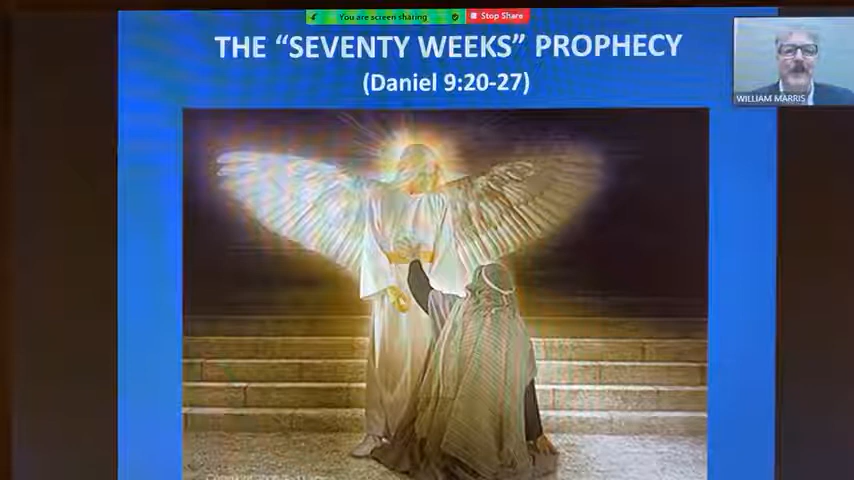 You are screen sharing
Stop Share
THE “SEVENTY WEEKS” PROPHECY
(Daniel 9:20-27)
WILLIAM MARRIS